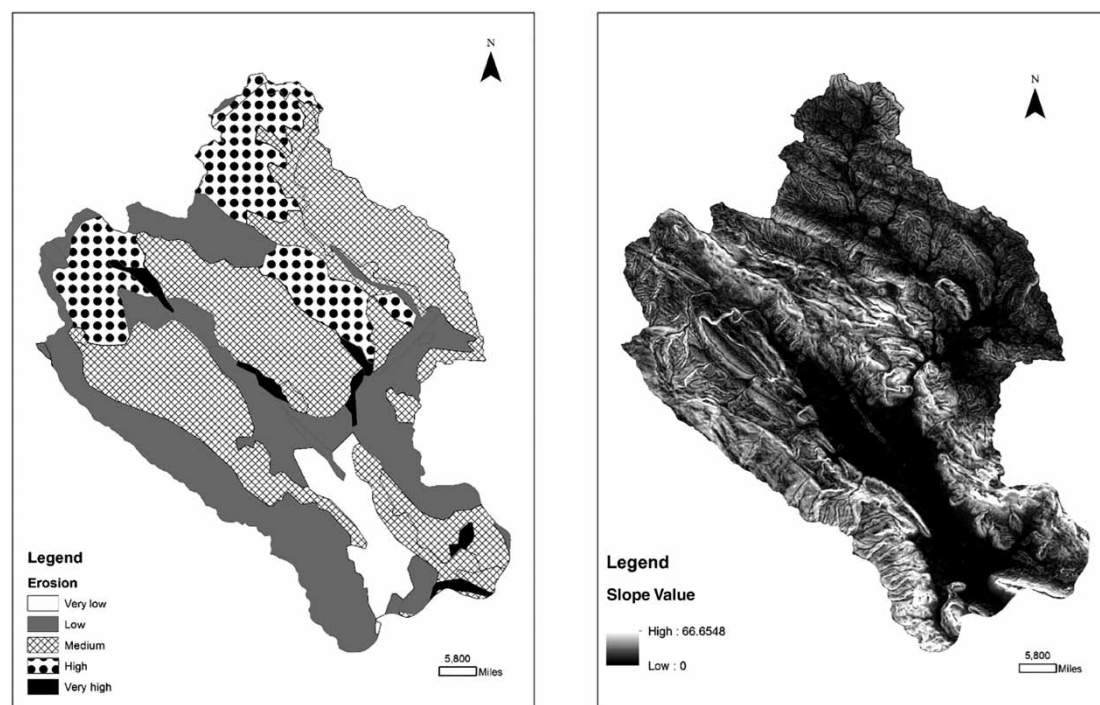 N
Legend
Erosion
Very low
Low
Medium
High
Very high
5,800
Miles
N
Legend
Slope Value
High : 66.6548
Low : 0
5,800
Miles